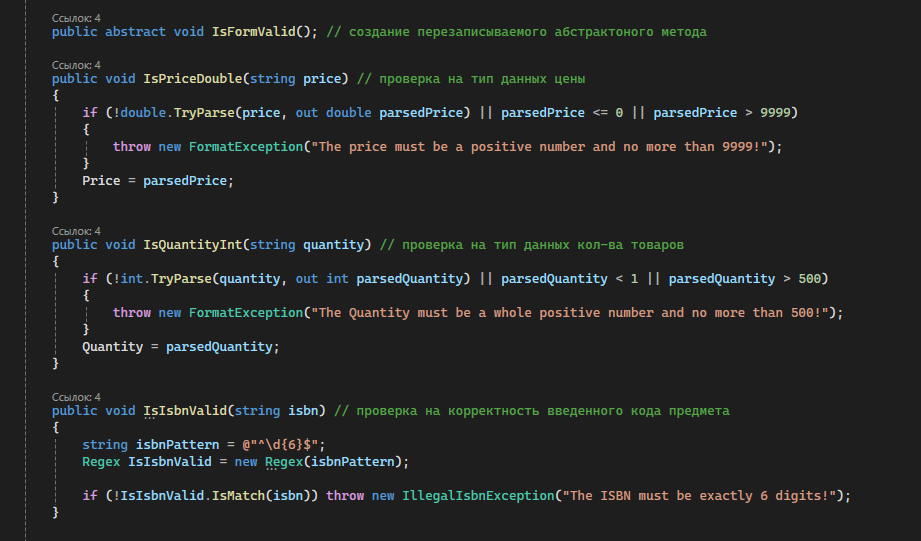 Ссылок: 4
public abstract void IsFormValid(); // создание перезаписываемого абстрактоного метода
Ссылок: 4
public void IsPriceDouble(string price) // проверка на тип данных цены
{
if (!double.TryParse(price, out double parsedPrice) || parsedPrice <= 0 || parsedPrice > 9999)
{
throw new FormatException("The price must be a positive number and no more than 9999!");
}
Price = parsedPrice;
}
Ссылок: 4
public void IsQuantityInt(string quantity) // проверка на тип данных кол-ва товаров
{
if (!int.TryParse(quantity, out int parsedQuantity) || parsedQuantity < 1 || parsedQuantity > 500)
{
throw new FormatException("The Quantity must be a whole positive number and no more than 500!");
}
Quantity = parsedQuantity;
}
Ссылок: 4
public void IsIsbnValid(string isbn) // проверка на корректность введенного кода предмета
{
string isbnPattern = @"^\d{6}$";
Regex IsIsbnValid = new Regex(isbnPattern);
if (!IsIsbnValid.IsMatch(isbn)) throw new IllegalIsbnException("The ISBN must be exactly 6 digits!");
}